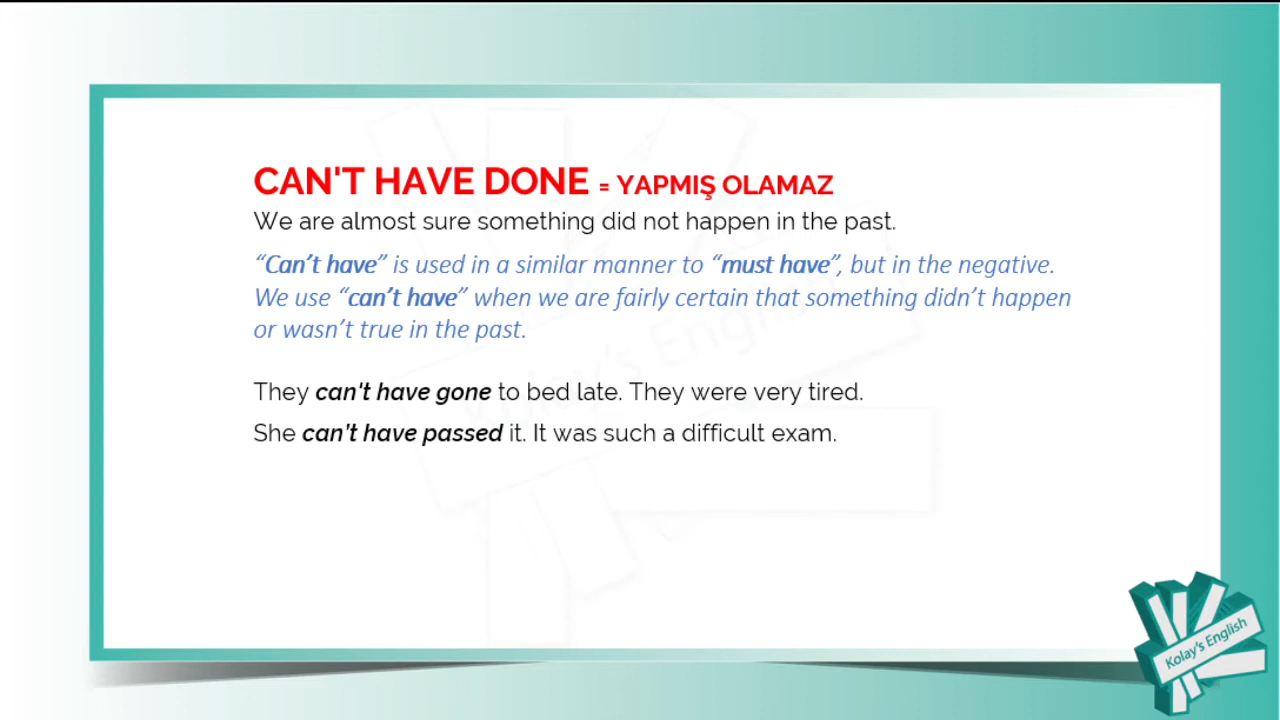 CAN'T HAVE DONE = YAPMIŞ OLAMAZ
We are almost sure something did not happen in the past.
“Can’t have” is used in a similar manner to “must have”, but in the negative.
We use “can’t have” when we are fairly certain that something didn’t happen
or wasn’t true in the past.
They can't have gone to bed late. They were very tired.
She can't have passed it. It was such a difficult exam.
Kolay's English
Kolay's English